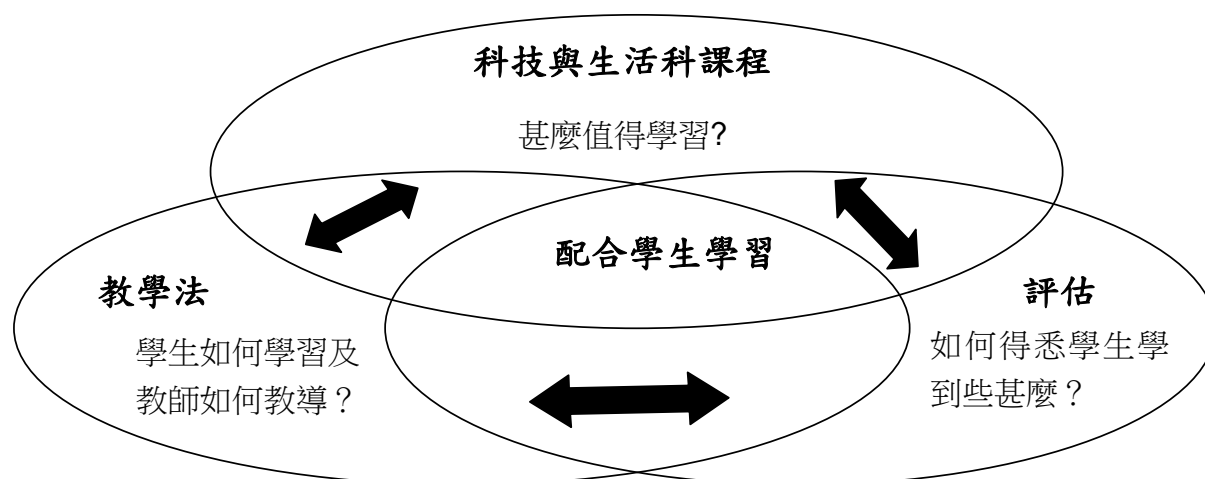 科技與生活科課程
甚麼值得學習?
配合學生學習
教學法
學生如何學習及
教師如何教導？
評估
如何得悉學生學
到些甚麼？